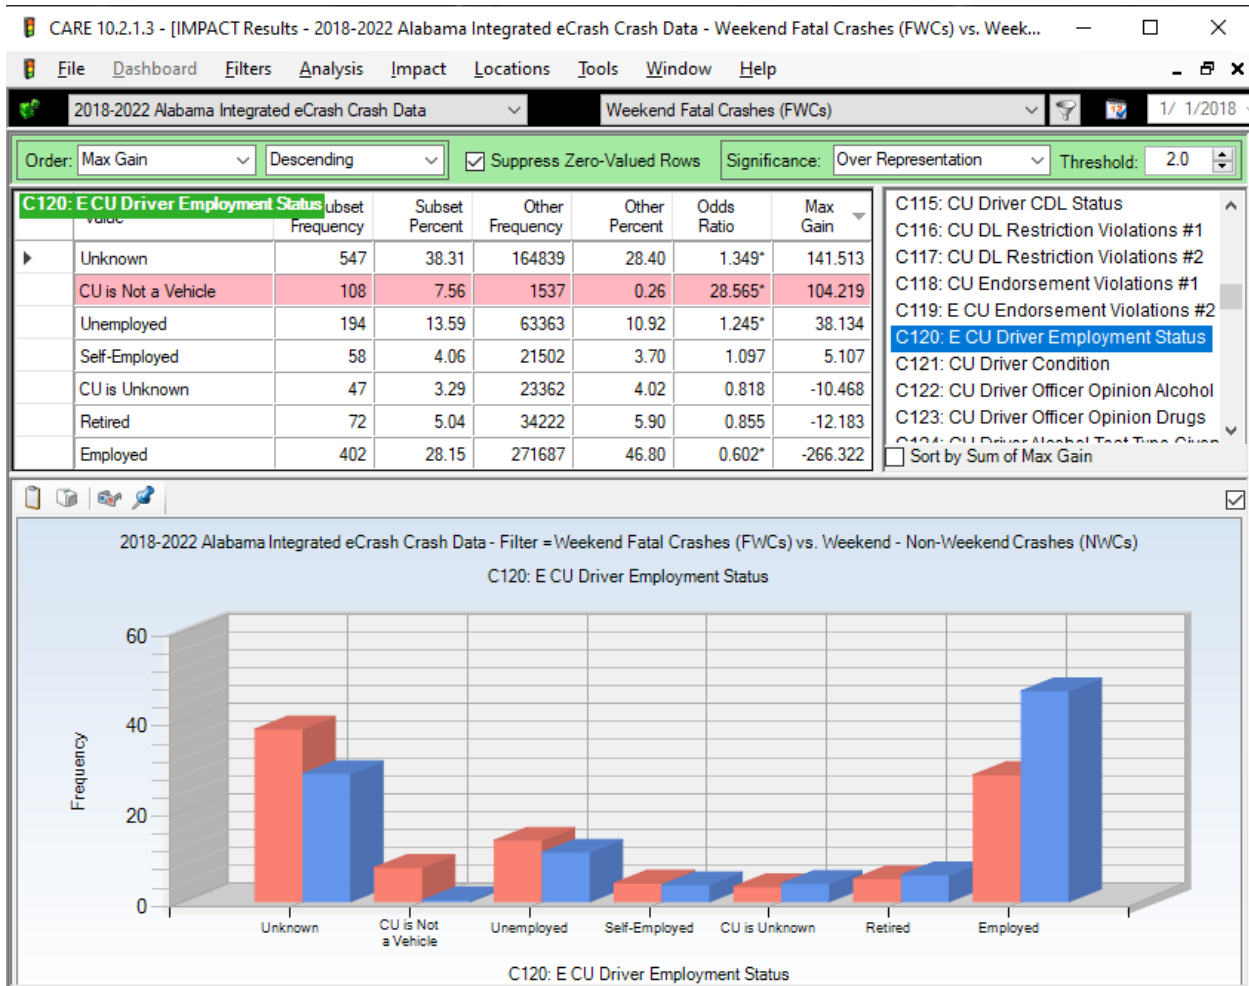 CARE 10.2.1.3 - [IMPACT Results - 2018-2022 Alabama Integrated eCrash Crash Data - Weekend Fatal Crashes (FWCs) vs. Week...
File Dashboard Filters Analysis Impact Locations Tools Window Help
2018-2022 Alabama Integrated eCrash Crash Data Weekend Fatal Crashes (FWCs) 1/ 1/2018
Order: Max Gain Descending Suppress Zero-Valued Rows Significance: Over Representation Threshold: 2.0
C120: E CU Driver Employment Status
Subset Frequency Subset Percent Other Frequency Other Percent Odds Ratio Max Gain
Unknown 547 38.31 164839 28.40 1.349* 141.513
CU is Not a Vehicle 108 7.56 1537 0.26 28.565* 104.219
Unemployed 194 13.59 63363 10.92 1.245* 38.134
Self-Employed 58 4.06 21502 3.70 1.097 5.107
CU is Unknown 47 3.29 23362 4.02 0.818 -10.468
Retired 72 5.04 34222 5.90 0.855 -12.183
Employed 402 28.15 271687 46.80 0.602* -266.322
C115: CU Driver CDL Status
C116: CU DL Restriction Violations #1
C117: CU DL Restriction Violations #2
C118: CU Endorsement Violations #1
C119: E CU Endorsement Violations #2
C120: E CU Driver Employment Status
C121: CU Driver Condition
C122: CU Driver Officer Opinion Alcohol
C123: CU Driver Officer Opinion Drugs
C124: CU Driver Alcohol Test Type Given
Sort by Sum of Max Gain
2018-2022 Alabama Integrated eCrash Crash Data - Filter = Weekend Fatal Crashes (FWCs) vs. Weekend - Non-Weekend Crashes (NWCs)
C120: E CU Driver Employment Status
Frequency
60
40
20
0
Unknown
CU is Not
a Vehicle
Unemployed
Self-Employed
CU is Unknown
Retired
Employed
C120: E CU Driver Employment Status